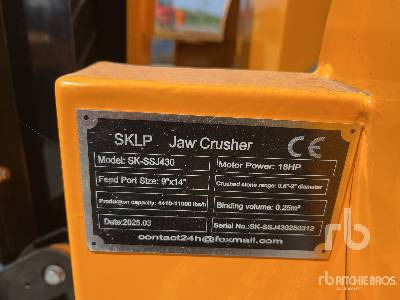 SKLP Jaw Crusher CE
Model: SK-SSJ430
Motor Power: 18HP
Feed Port Size: 9"x14"
Crushed stone range: 0.6"-2" diameter
Production capacity: 4410-11000 lbs/h
Binding volume: 0.25m³
Date:2025.03
Serial No.:SK-SSJ430250312
contact24h@foxmail.com
rb
rb RITCHIE BROS.